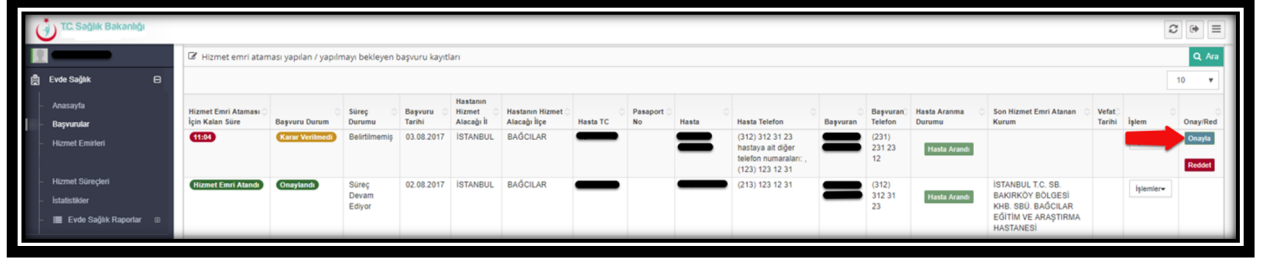 T.C. Sağlık Bakanlığı
Hizmet emri ataması yapılan / yapılmayı bekleyen başvuru kayıtları
Ara
10
Evde Sağlık
Anasayfa
Başvurular
Hizmet Emirleri
Hizmet Süreçleri
İstatistikler
Evde Sağlık Raporlar
Hizmet Emri Ataması İçin Kalan Süre
Başvuru Durum
Süreç Durumu
Başvuru Tarihi
Hastanın Hizmet Alacağı İl
Hastanın Hizmet Alacağı İlçe
Hasta TC
Pasaport No
Hasta
Hasta Telefon
Başvuran
Başvuran Telefon
Hasta Aranma Durumu
Son Hizmet Emri Atanan Kurum
Vefat Tarihi
İşlem
Onay/Red
11:04
Karar Verilmedi
Belirtilmemiş
03.08.2017
İSTANBUL
BAĞCILAR
(312) 312 31 23
hastaya ait diğer
telefon numaraları: ,
(123) 123 12 31
(231)
231 23
12
Hasta Arandı
Onayla
Reddet
Hizmet Emri Atandı
Onaylandı
Süreç
Devam
Ediyor
02.08.2017
İSTANBUL
BAĞCILAR
(213) 123 12 31
(312)
312 31
23
Hasta Arandı
İSTANBUL T.C. SB.
BAKIRKÖY BÖLGESİ
KHB. SBÜ. BAĞCILAR
EĞİTİM VE ARAŞTIRMA
HASTANESİ
İşlemler